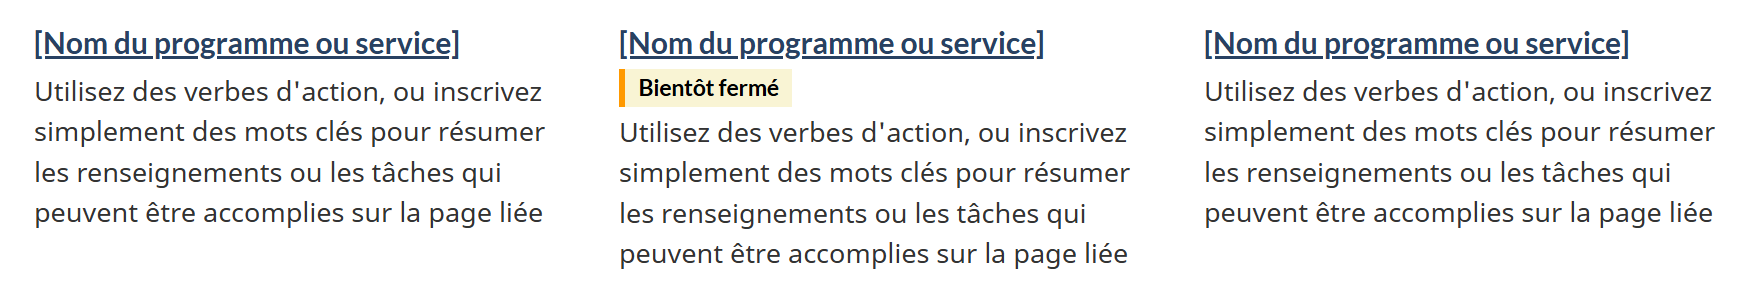 [Nom du programme ou service]
Utilisez des verbes d'action, ou inscrivez
simplement des mots clés pour résumer
les renseignements ou les tâches qui
peuvent être accomplies sur la page liée
[Nom du programme ou service]
Bientôt fermé
Utilisez des verbes d'action, ou inscrivez
simplement des mots clés pour résumer
les renseignements ou les tâches qui
peuvent être accomplies sur la page liée
[Nom du programme ou service]
Utilisez des verbes d'action, ou inscrivez
simplement des mots clés pour résumer
les renseignements ou les tâches qui
peuvent être accomplies sur la page liée